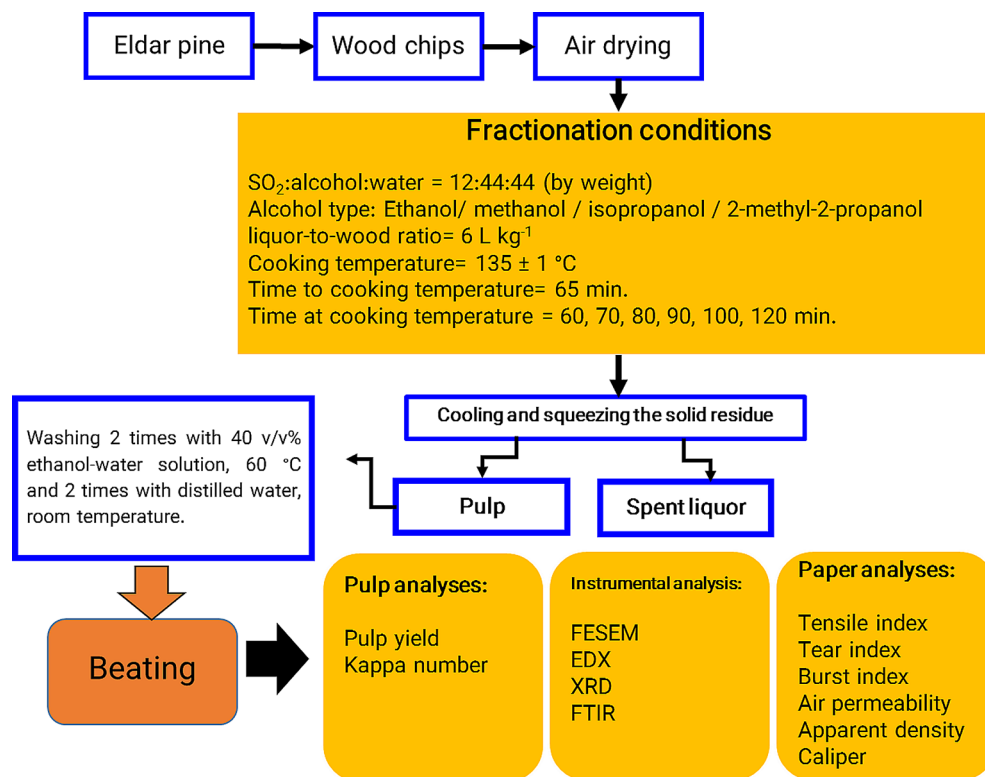 Eldar pine
Wood chips
Air drying
Fractionation conditions
SO₂:alcohol:water = 12:44:44 (by weight)
Alcohol type: Ethanol/ methanol / isopropanol / 2-methyl-2-propanol
liquor-to-wood ratio= 6 L kg⁻¹
Cooking temperature= 135 ± 1 °C
Time to cooking temperature= 65 min.
Time at cooking temperature = 60, 70, 80, 90, 100, 120 min.
Cooling and squeezing the solid residue
Pulp
Spent liquor
Washing 2 times with 40 v/v%
ethanol-water solution, 60 °C
and 2 times with distilled water,
room temperature.
Beating
Pulp analyses:
Pulp yield
Kappa number
Instrumental analysis:
FESEM
EDX
XRD
FTIR
Paper analyses:
Tensile index
Tear index
Burst index
Air permeability
Apparent density
Caliper